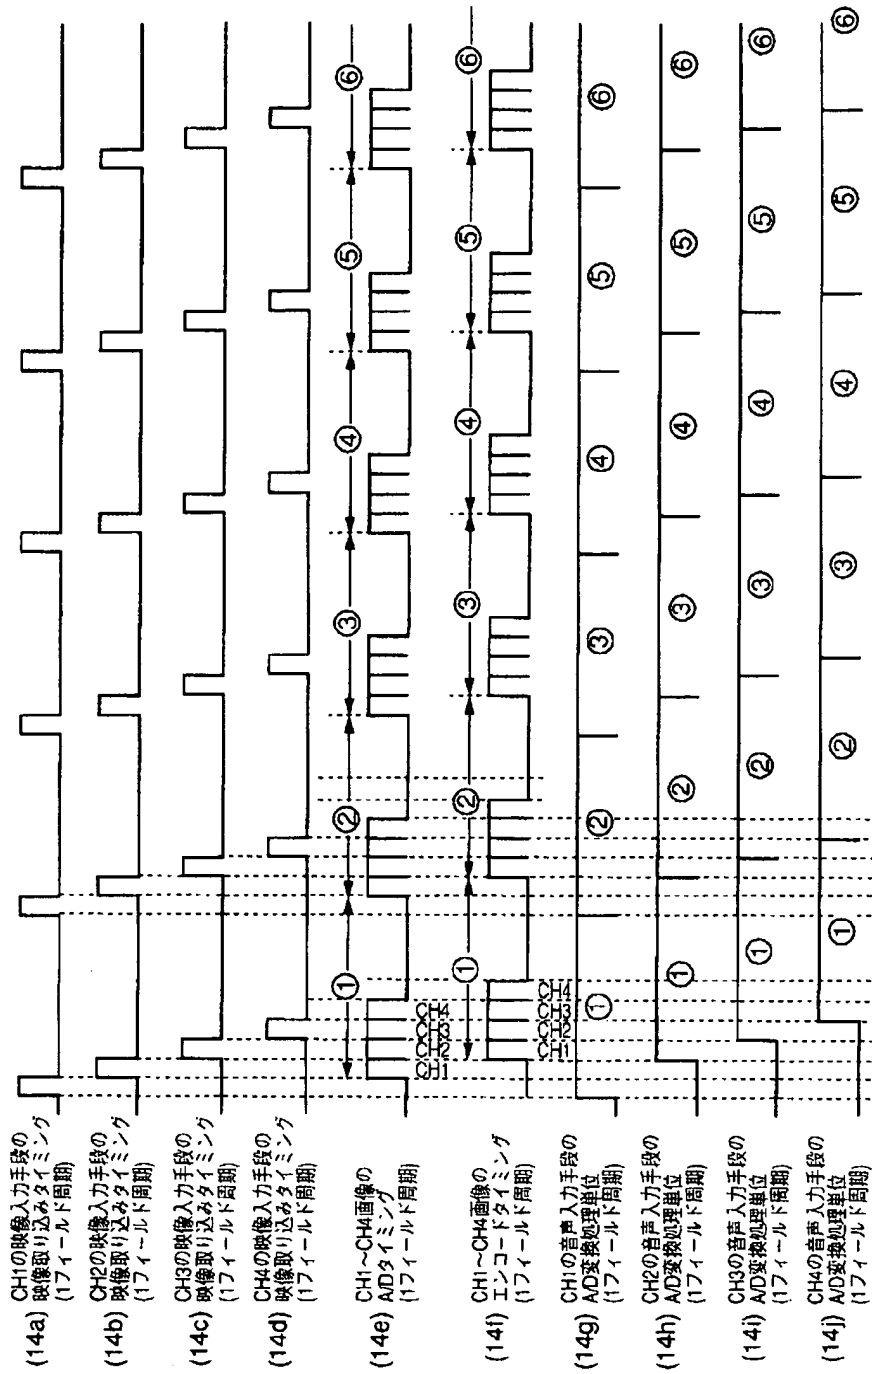 (14a) CH1の映像入力手段の
映像取り込みタイミング
(1フィールド周期)
(14b) CH2の映像入力手段の
映像取り込みタイミング
(1フィールド周期)
(14c) CH3の映像入力手段の
映像取り込みタイミング
(1フィールド周期)
(14d) CH4の映像入力手段の
映像取り込みタイミング
(1フィールド周期)
(14e) CH1~CH4画像の
A/Dタイミング
(1フィールド周期)
CH1
CH2
CH3
CH4
① ② ③ ④ ⑤ ⑥
(14f) CH1~CH4画像の
エンコードタイミング
(1フィールド周期)
CH1
CH2
CH3
CH4
① ② ③ ④ ⑤ ⑥
(14g) CH1の音声入力手段の
A/D変換処理単位
(1フィールド周期)
① ② ③ ④ ⑤ ⑥
(14h) CH2の音声入力手段の
A/D変換処理単位
(1フィールド周期)
① ② ③ ④ ⑤ ⑥
(14i) CH3の音声入力手段の
A/D変換処理単位
(1フィールド周期)
① ② ③ ④ ⑤ ⑥
(14j) CH4の音声入力手段の
A/D変換処理単位
(1フィールド周期)
① ② ③ ④ ⑤ ⑥